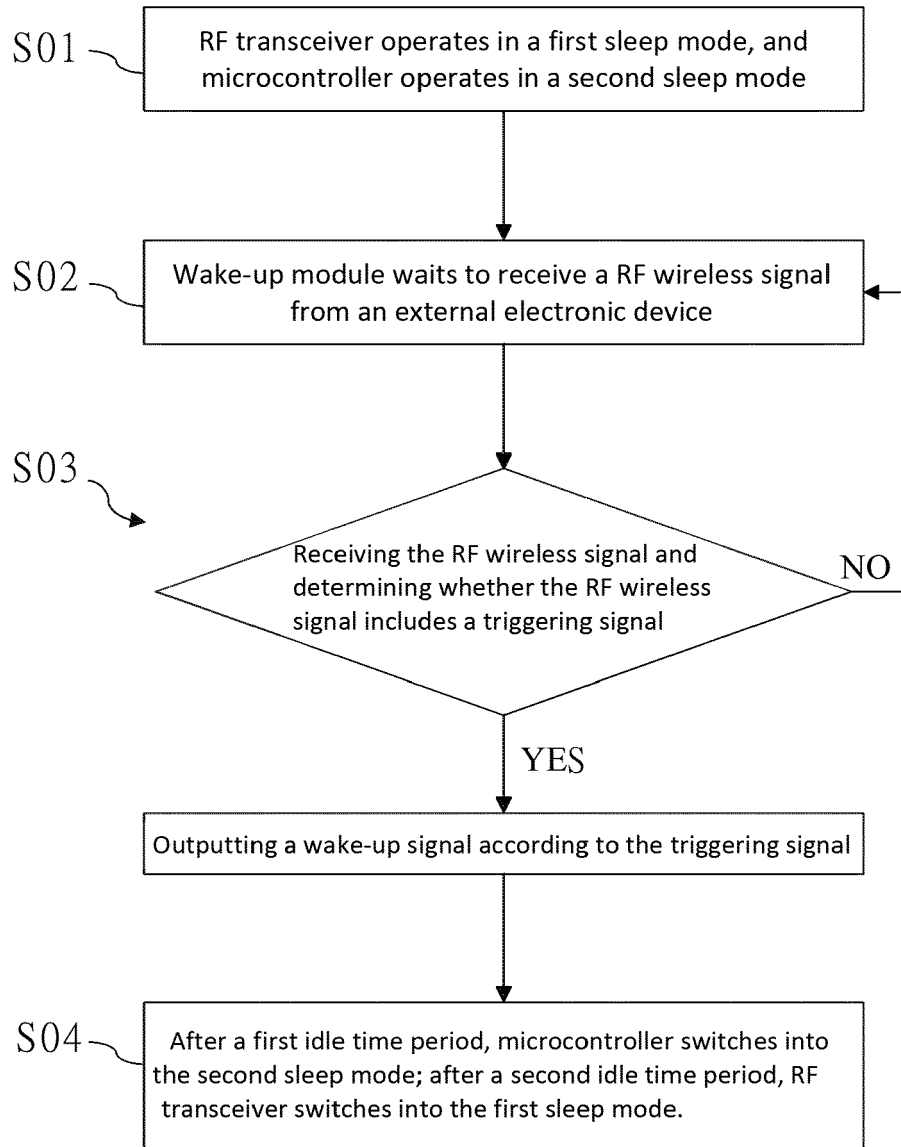 S01
RF transceiver operates in a first sleep mode, and
microcontroller operates in a second sleep mode
S02
Wake-up module waits to receive a RF wireless signal
from an external electronic device
S03
Receiving the RF wireless signal and
determining whether the RF wireless
signal includes a triggering signal
NO
YES
Outputting a wake-up signal according to the triggering signal
S04
After a first idle time period, microcontroller switches into
the second sleep mode; after a second idle time period, RF
transceiver switches into the first sleep mode.